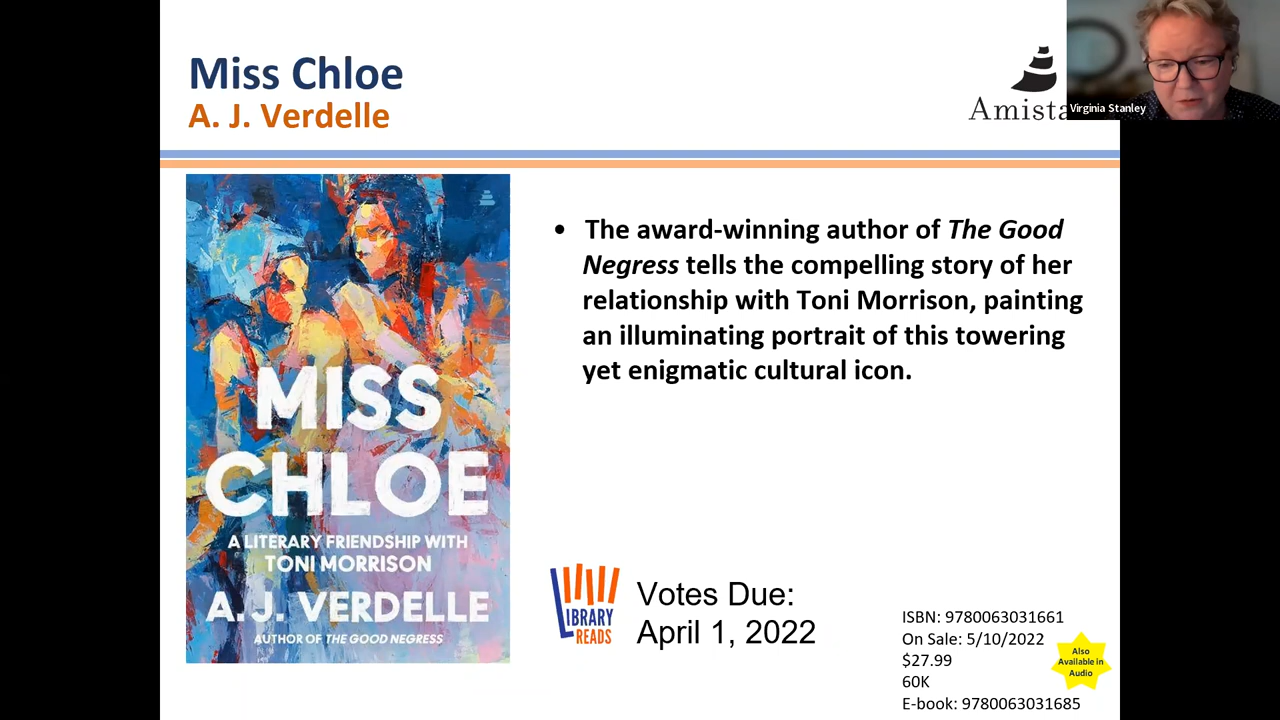 Miss Chloe
A. J. Verdelle
Virginia Stanley
• The award-winning author of The Good
Negress tells the compelling story of her
relationship with Toni Morrison, painting
an illuminating portrait of this towering
yet enigmatic cultural icon.
MISS
CHLOE
A LITERARY FRIENDSHIP WITH
TONI MORRISON
A. J. VERDELLE
AUTHOR OF THE GOOD NEGRESS
LIBRARY
READS
Votes Due:
April 1, 2022
ISBN: 9780063031661
On Sale: 5/10/2022
$27.99
60K
E-book: 9780063031685
Also
Available in
Audio